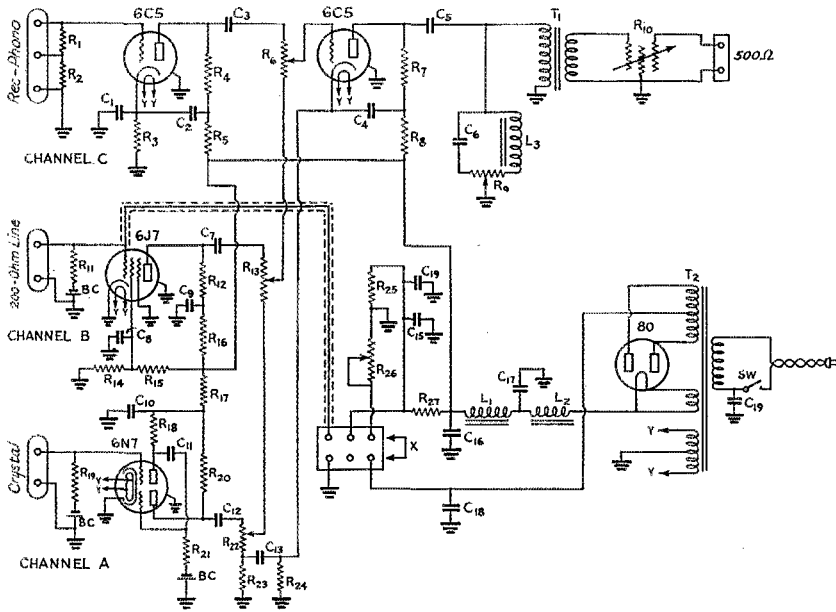 Rec-Phono
R1
R2
6C5
C3
R4
C1
C2
R3
R5
Y Y
R6
6C5
C5
R7
Y Y
C4
R8
C6
L3
R9
T1
R10
500Ω
CHANNEL C
200-Ohm Line
R11
BC
6J7
C7
R12
R13
C9
Y Y
C8
R16
R14
R15
R17
CHANNEL B
R25
C19
C15
R26
R27
L1
C17
L2
C16
X
C18
T2
80
SW
C19
Y
Y
Crystal
R19
BC
C10
6N7
R18
C11
Y
Y
R20
C12
R21
BC
R22
C13
R23
R24
CHANNEL A